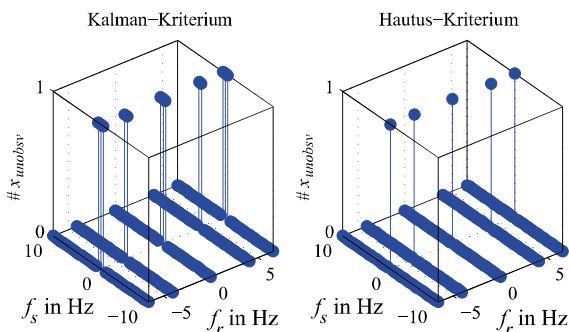 Kalman−Kriterium
1
# x_unobsv
0
10
0
−10
f_s in Hz
−5
0
5
f_r in Hz
Hautus−Kriterium
1
# x_unobsv
0
10
0
−10
f_s in Hz
−5
0
5
f_r in Hz